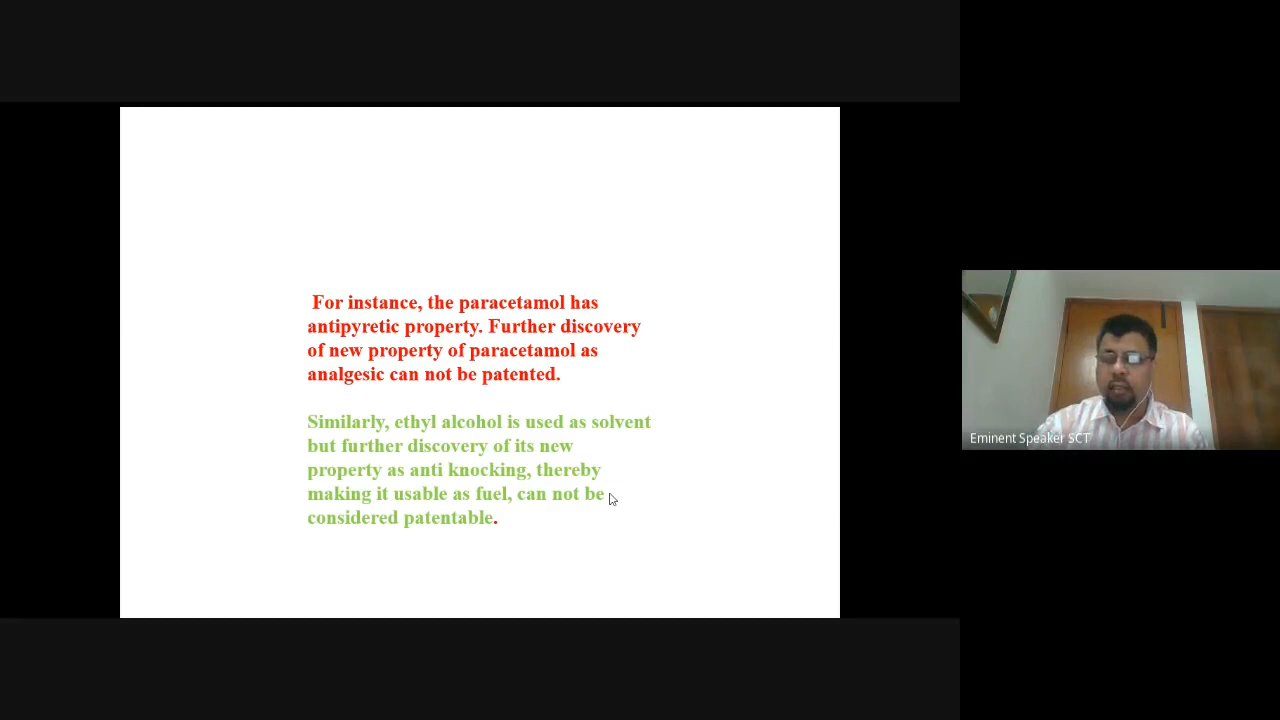 For instance, the paracetamol has
antipyretic property. Further discovery
of new property of paracetamol as
analgesic can not be patented.
Similarly, ethyl alcohol is used as solvent
but further discovery of its new
property as anti knocking, thereby
making it usable as fuel, can not be
considered patentable.
Eminent Speaker SCT